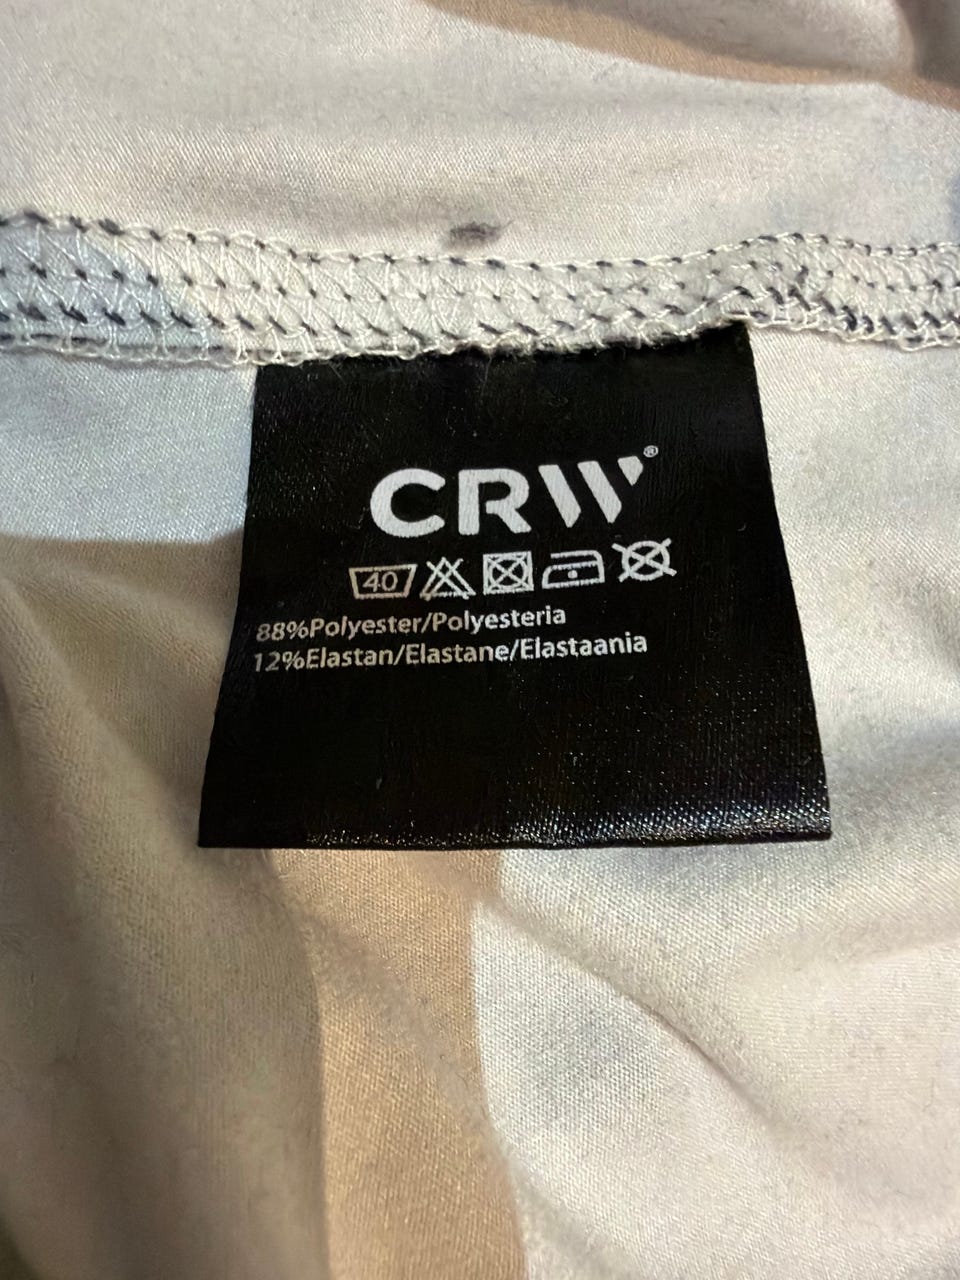 CRW®
40
88%Polyester/Polyesteria
12%Elastan/Elastane/Elastaania